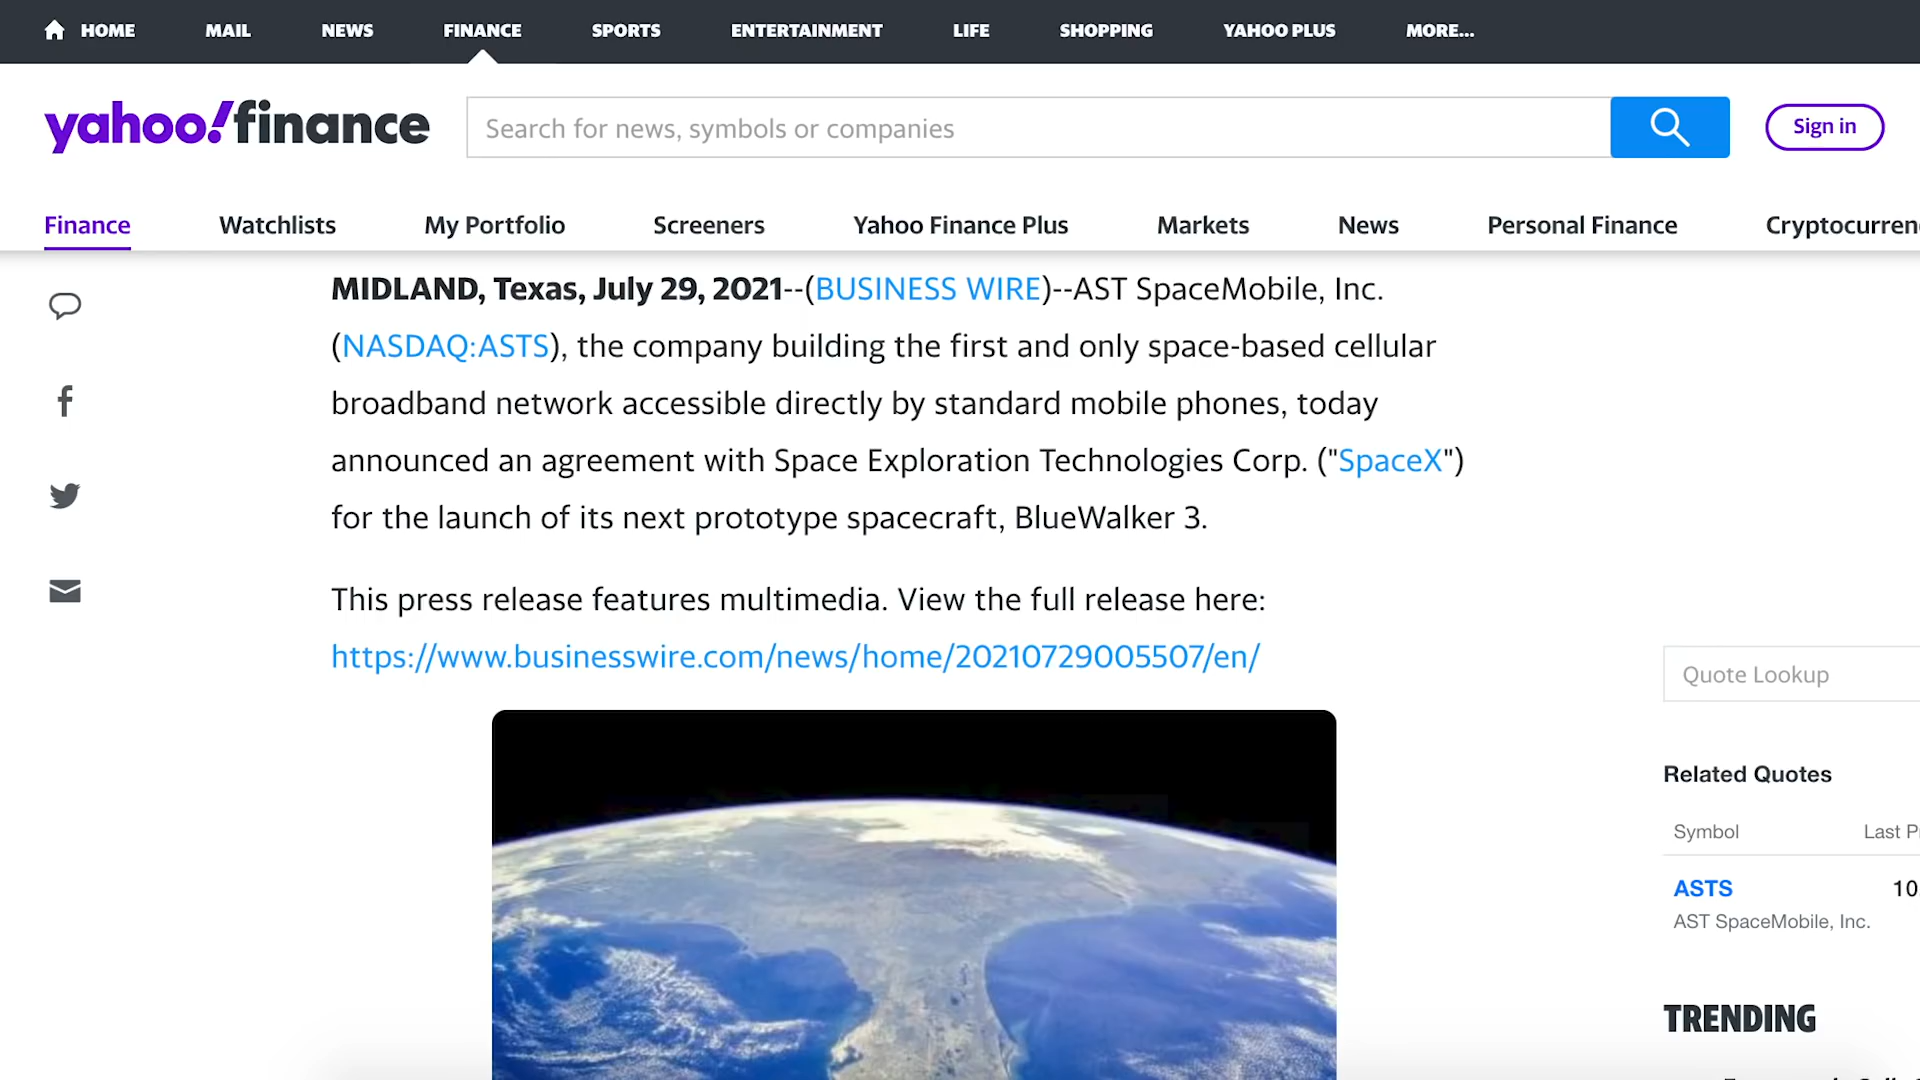 HOME MAIL NEWS FINANCE SPORTS ENTERTAINMENT LIFE SHOPPING YAHOO PLUS MORE...
yahoo!finance
Search for news, symbols or companies
Sign in
Finance Watchlists My Portfolio Screeners Yahoo Finance Plus Markets News Personal Finance Cryptocurren
MIDLAND, Texas, July 29, 2021--(BUSINESS WIRE)--AST SpaceMobile, Inc.
(NASDAQ:ASTS), the company building the first and only space-based cellular
broadband network accessible directly by standard mobile phones, today
announced an agreement with Space Exploration Technologies Corp. ("SpaceX")
for the launch of its next prototype spacecraft, BlueWalker 3.
This press release features multimedia. View the full release here:
https://www.businesswire.com/news/home/20210729005507/en/
Quote Lookup
Related Quotes
Symbol Last P
ASTS 10
AST SpaceMobile, Inc.
TRENDING